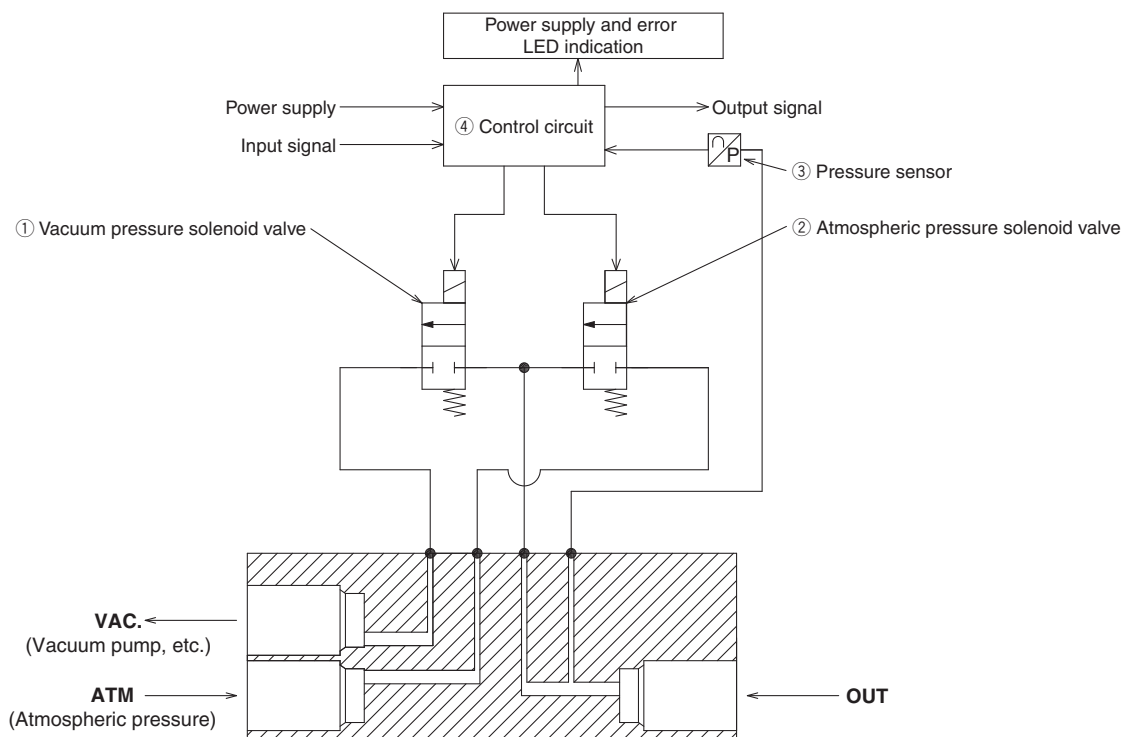 Power supply and error
LED indication
Power supply
Input signal
④ Control circuit
Output signal
P
③ Pressure sensor
① Vacuum pressure solenoid valve
② Atmospheric pressure solenoid valve
VAC.
(Vacuum pump, etc.)
ATM
(Atmospheric pressure)
OUT